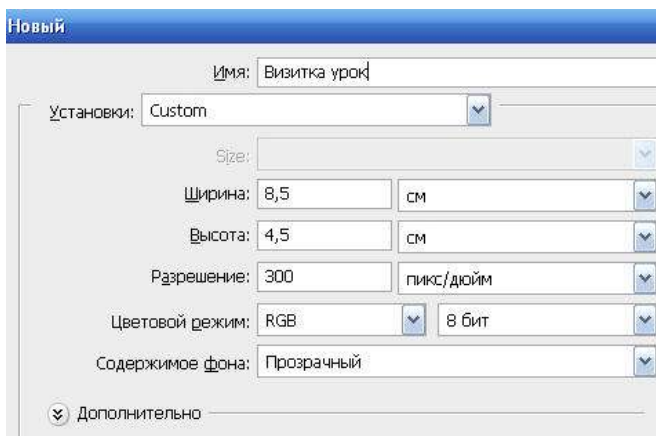 Новый
Имя: Визитка урок
Установки: Custom
Size:
Ширина: 8,5 см
Высота: 4,5 см
Разрешение: 300 пикс/дюйм
Цветовой режим: RGB 8 бит
Содержимое фона: Прозрачный
Дополнительно